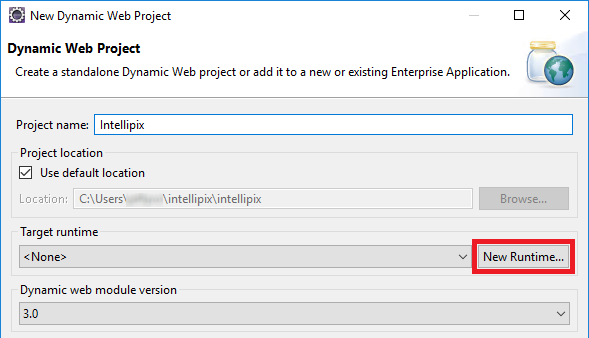 New Dynamic Web Project
Dynamic Web Project
Create a standalone Dynamic Web project or add it to a new or existing Enterprise Application.
Project name: Intellipix
Project location
Use default location
Location: C:\Users\ \intellipix\intellipix Browse...
Target runtime
<None> New Runtime...
Dynamic web module version
3.0